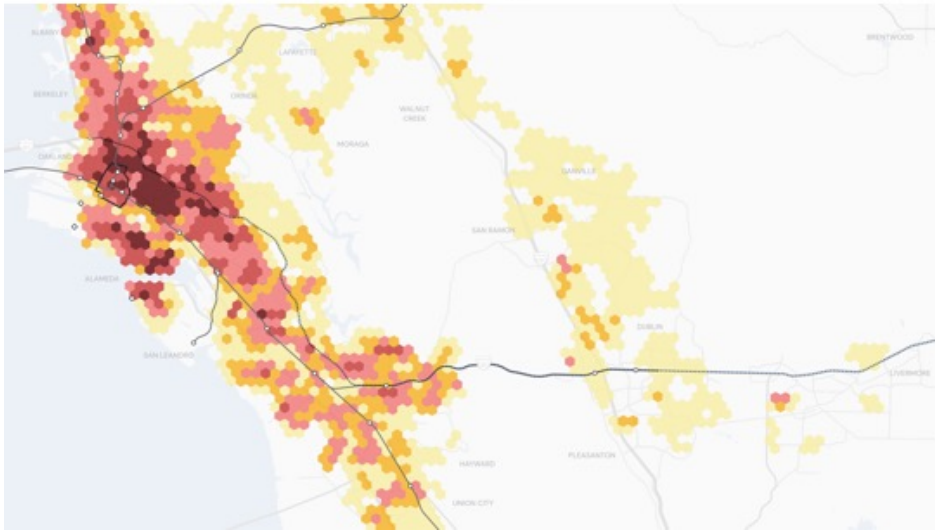 ALBANY
BRENTWOOD
LAFAYETTE
BERKELEY
ORINDA
WALNUT
CREEK
MORAGA
OAKLAND
DANVILLE
SAN RAMON
ALAMEDA
DUBLIN
SAN LEANDRO
LIVERMORE
PLEASANTON
HAYWARD
UNION CITY